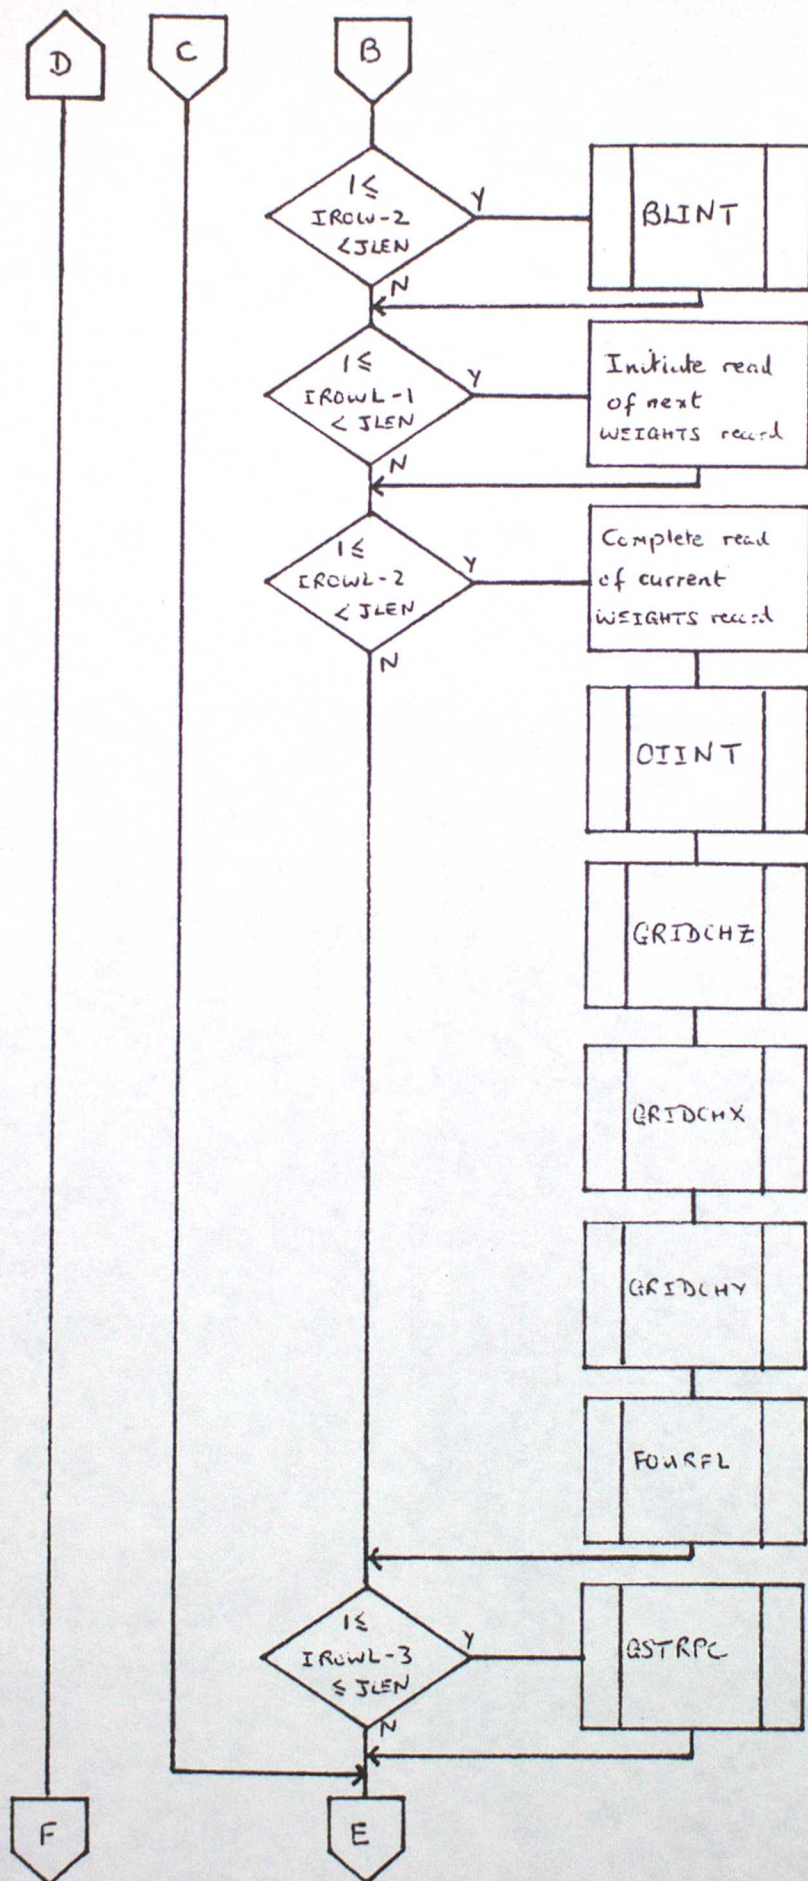 D
C
B
1 ≤
IROW-2
< JLEN
Y
N
BLINT
1 ≤
IROWL-1
< JLEN
Y
N
Initiate read
of next
WEIGHTS record
1 ≤
IROWL-2
< JLEN
Y
N
Complete read
of current
WEIGHTS record
OIINT
GRIDCHZ
GRIDCHX
GRIDCHY
FOURFL
1 ≤
IROWL-3
≤ JLEN
Y
N
GSTRPC
F
E